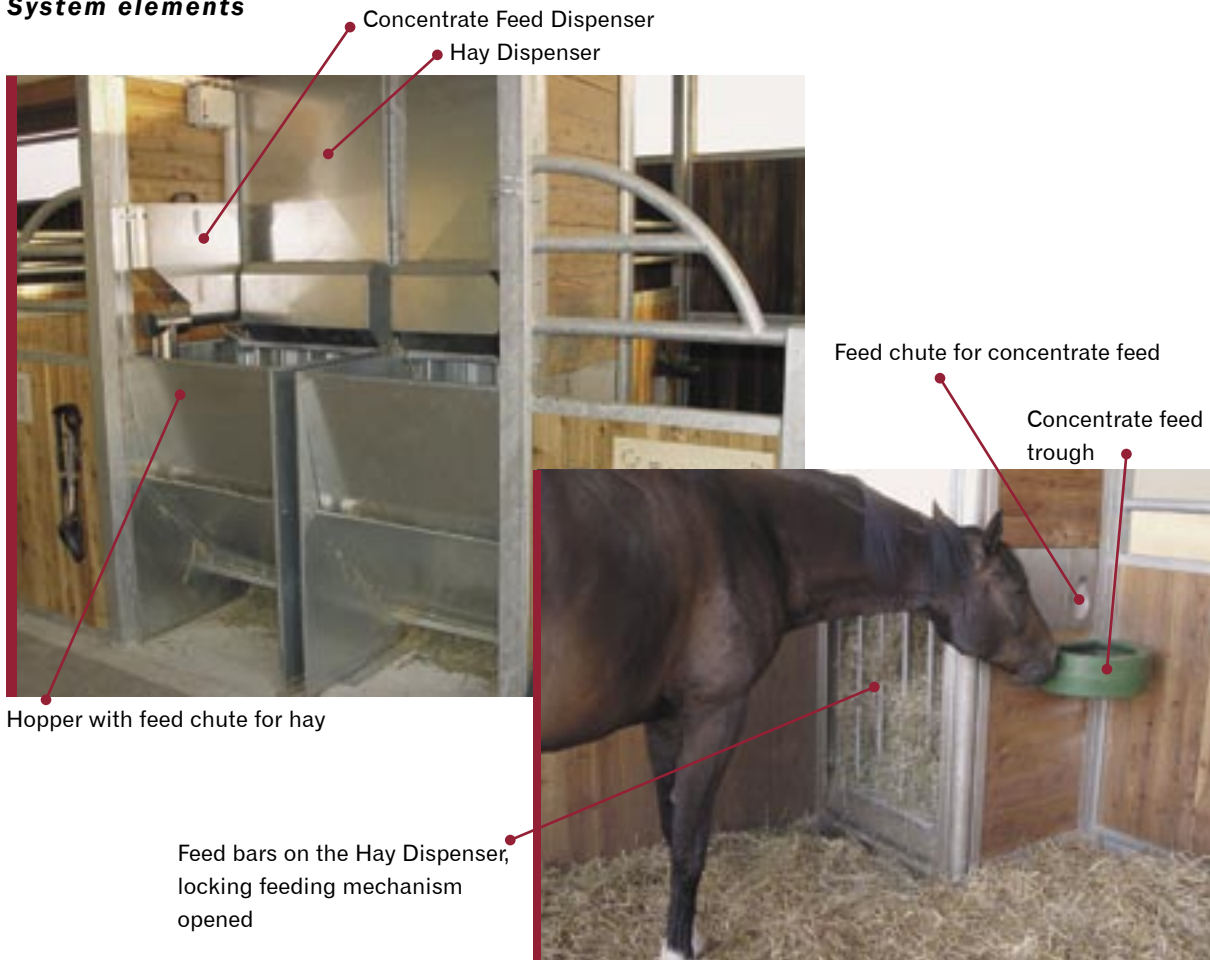 System elements
Concentrate Feed Dispenser
Hay Dispenser
Feed chute for concentrate feed
Concentrate feed
trough
Hopper with feed chute for hay
Feed bars on the Hay Dispenser,
locking feeding mechanism
opened